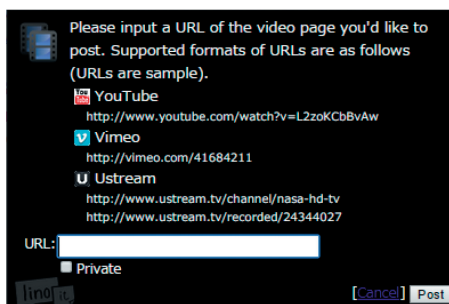 Please input a URL of the video page you'd like to
post. Supported formats of URLs are as follows
(URLs are sample).
You Tube YouTube
http://www.youtube.com/watch?v=L2zoKCbBvAw
Vimeo
http://vimeo.com/41684211
Ustream
http://www.ustream.tv/channel/nasa-hd-tv
http://www.ustream.tv/recorded/24344027
URL:
Private
lino it
[Cancel] Post